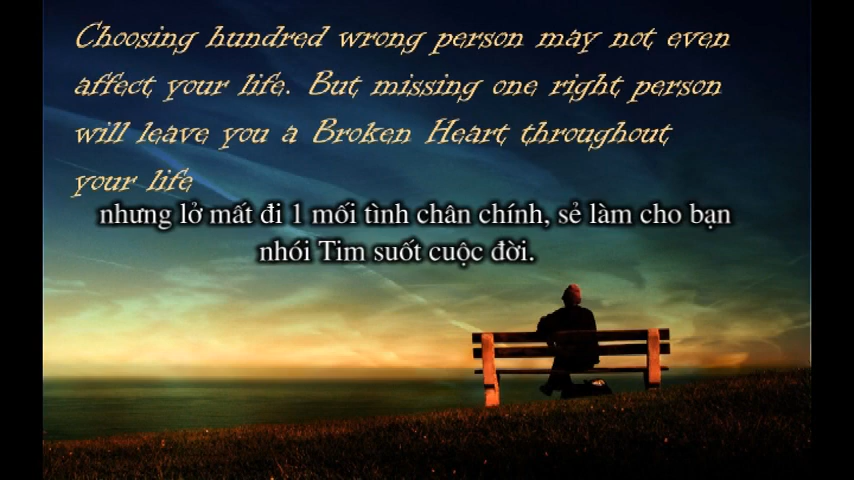 Choosing hundred wrong person may not even
affect your life. But missing one right person
will leave you a Broken Heart throughout
your life
nhưng lở mất đi 1 mối tình chân chính, sẻ làm cho bạn
nhói Tim suốt cuộc đời.